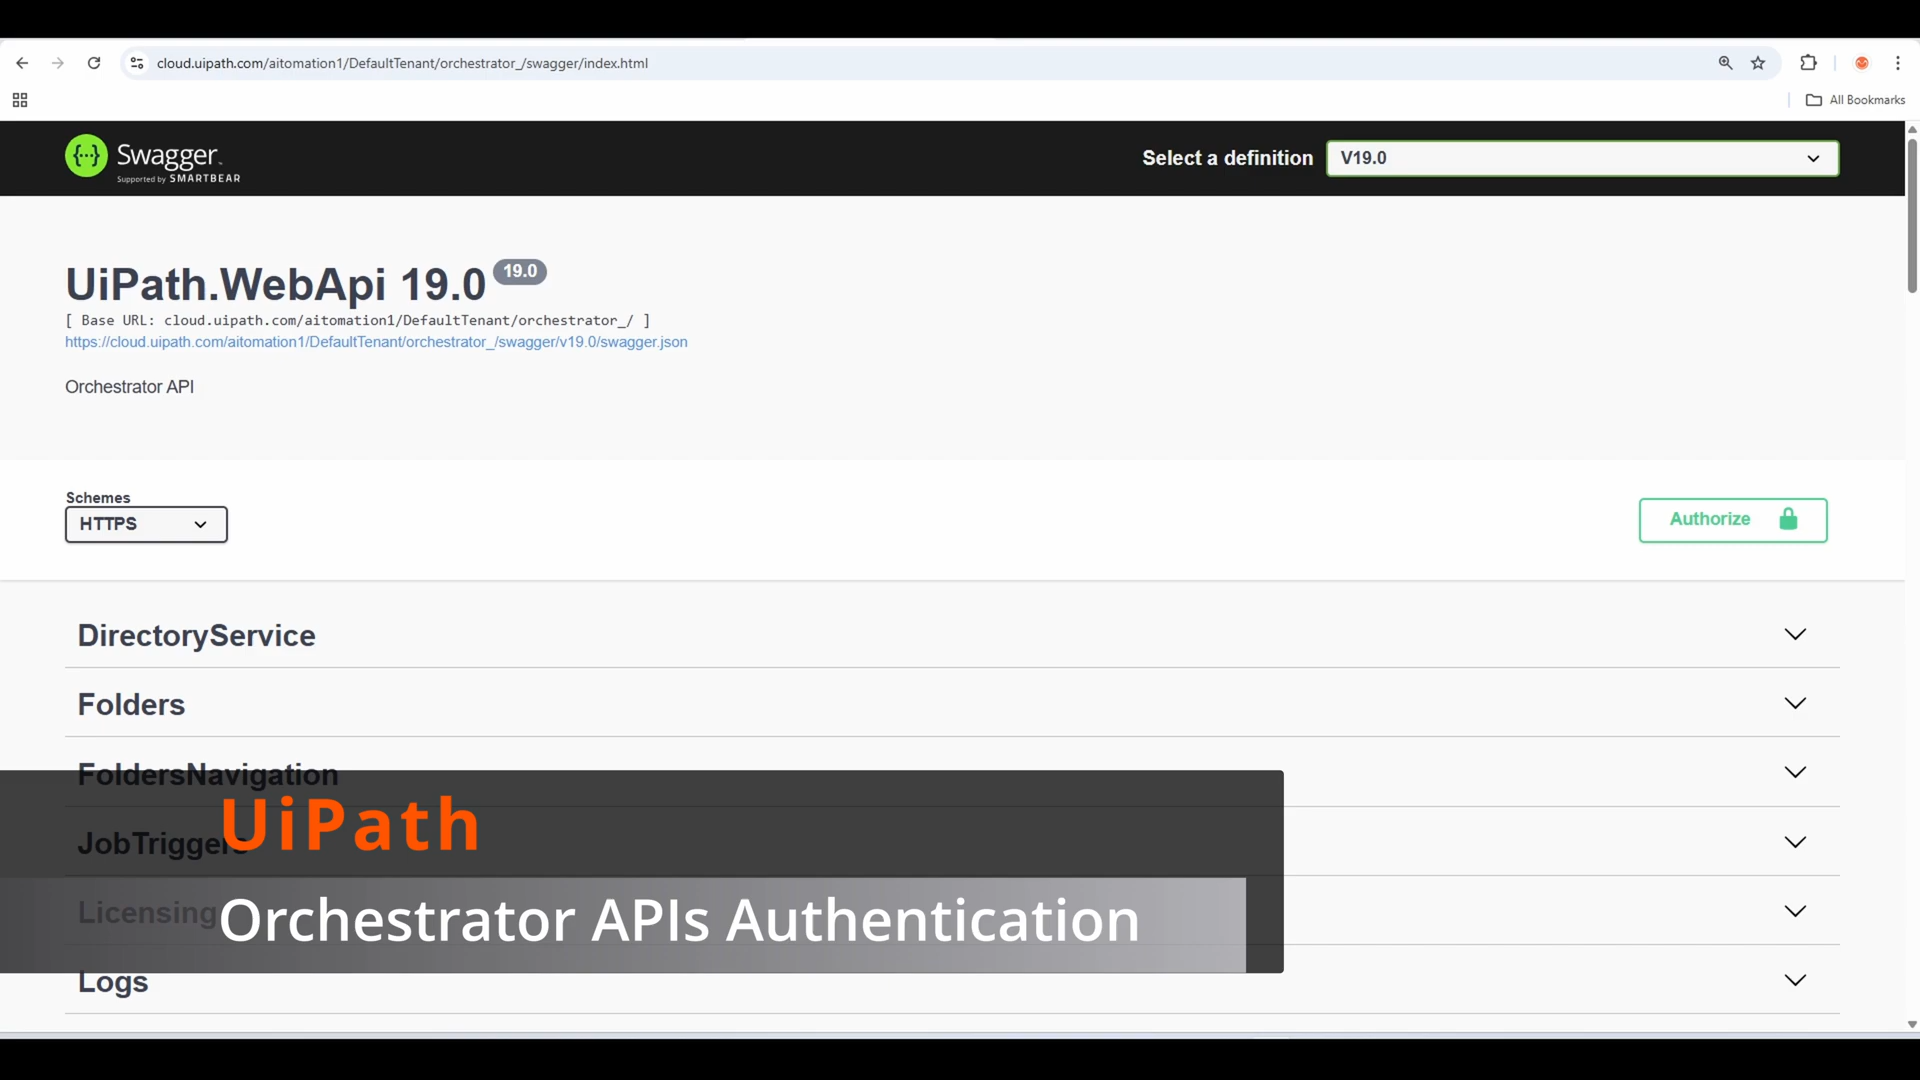 cloud.uipath.com/aitomation1/DefaultTenant/orchestrator_/swagger/index.html
All Bookmarks
{...} Swagger.
Supported by SMARTBEAR
Select a definition
V19.0
UiPath.WebApi 19.0 19.0
[ Base URL: cloud.uipath.com/aitomation1/DefaultTenant/orchestrator_/ ]
https://cloud.uipath.com/aitomation1/DefaultTenant/orchestrator_/swagger/v19.0/swagger.json
Orchestrator API
Schemes
HTTPS
Authorize
DirectoryService
Folders
FoldersNavigation
UiPath
JobTriggers
Licensing
Orchestrator APIs Authentication
Logs